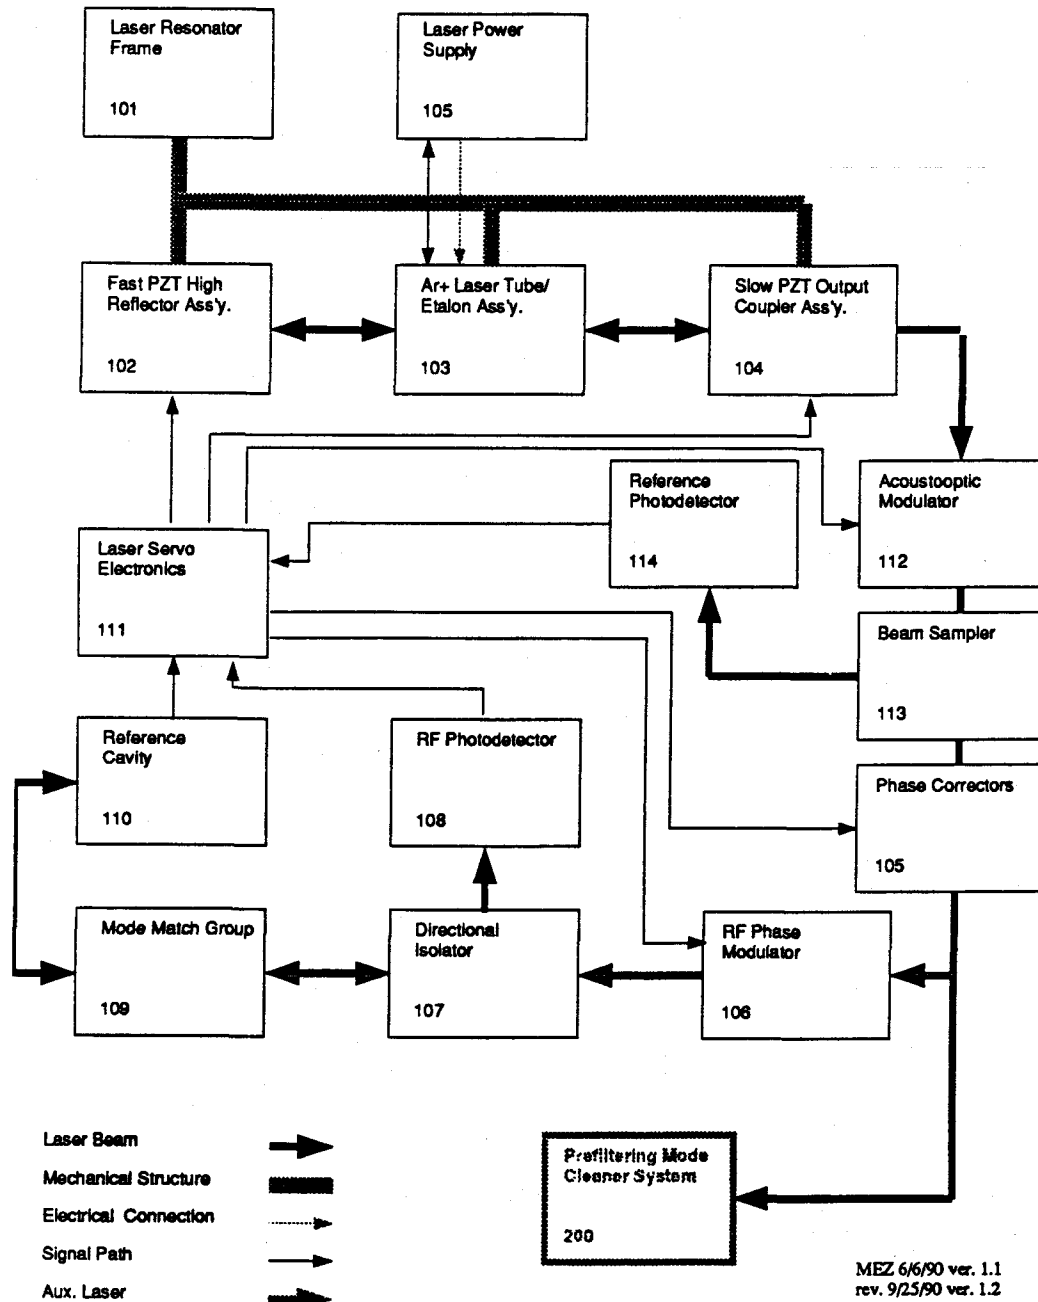 Laser Resonator
Frame
101
Laser Power
Supply
105
Fast PZT High
Reflector Ass'y.
102
Ar+ Laser Tube/
Etalon Ass'y.
103
Slow PZT Output
Coupler Ass'y.
104
Reference
Photodetector
114
Acoustooptic
Modulator
112
Laser Servo
Electronics
111
Beam Sampler
113
Reference
Cavity
110
RF Photodetector
108
Phase Correctors
105
Mode Match Group
109
Directional
Isolator
107
RF Phase
Modulator
106
Laser Beam
Mechanical Structure
Electrical Connection
Signal Path
Aux. Laser
Prefiltering Mode
Cleaner System
200
MEZ 6/6/90 ver. 1.1
rev. 9/25/90 ver. 1.2